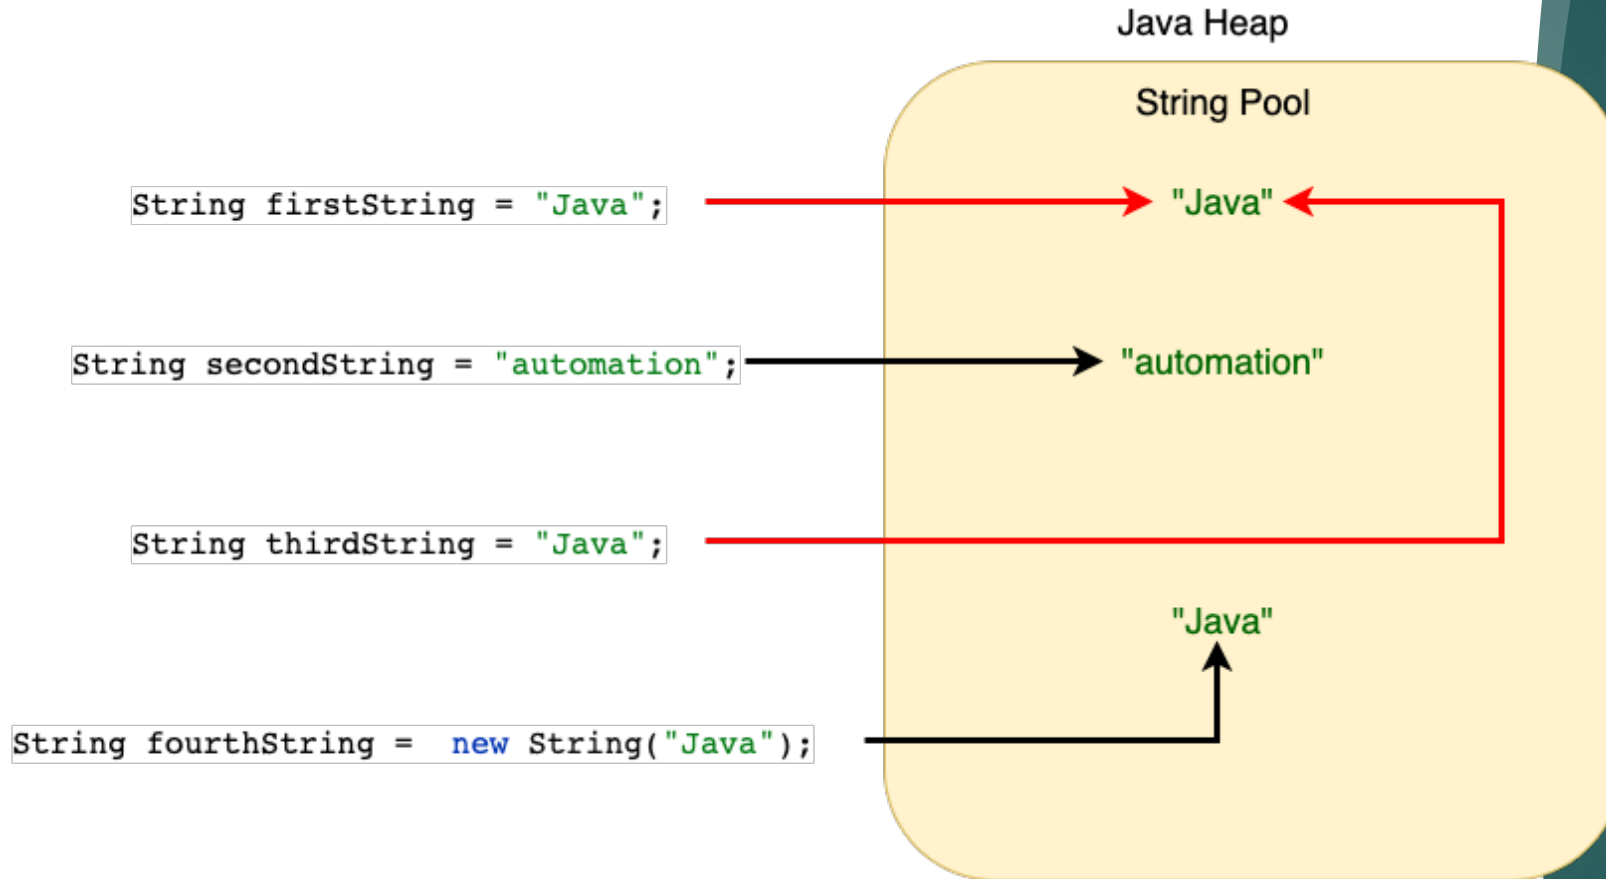 Java Heap
String Pool
String firstString = "Java";
"Java"
String secondString = "automation";
"automation"
String thirdString = "Java";
"Java"
String fourthString =  new String("Java");